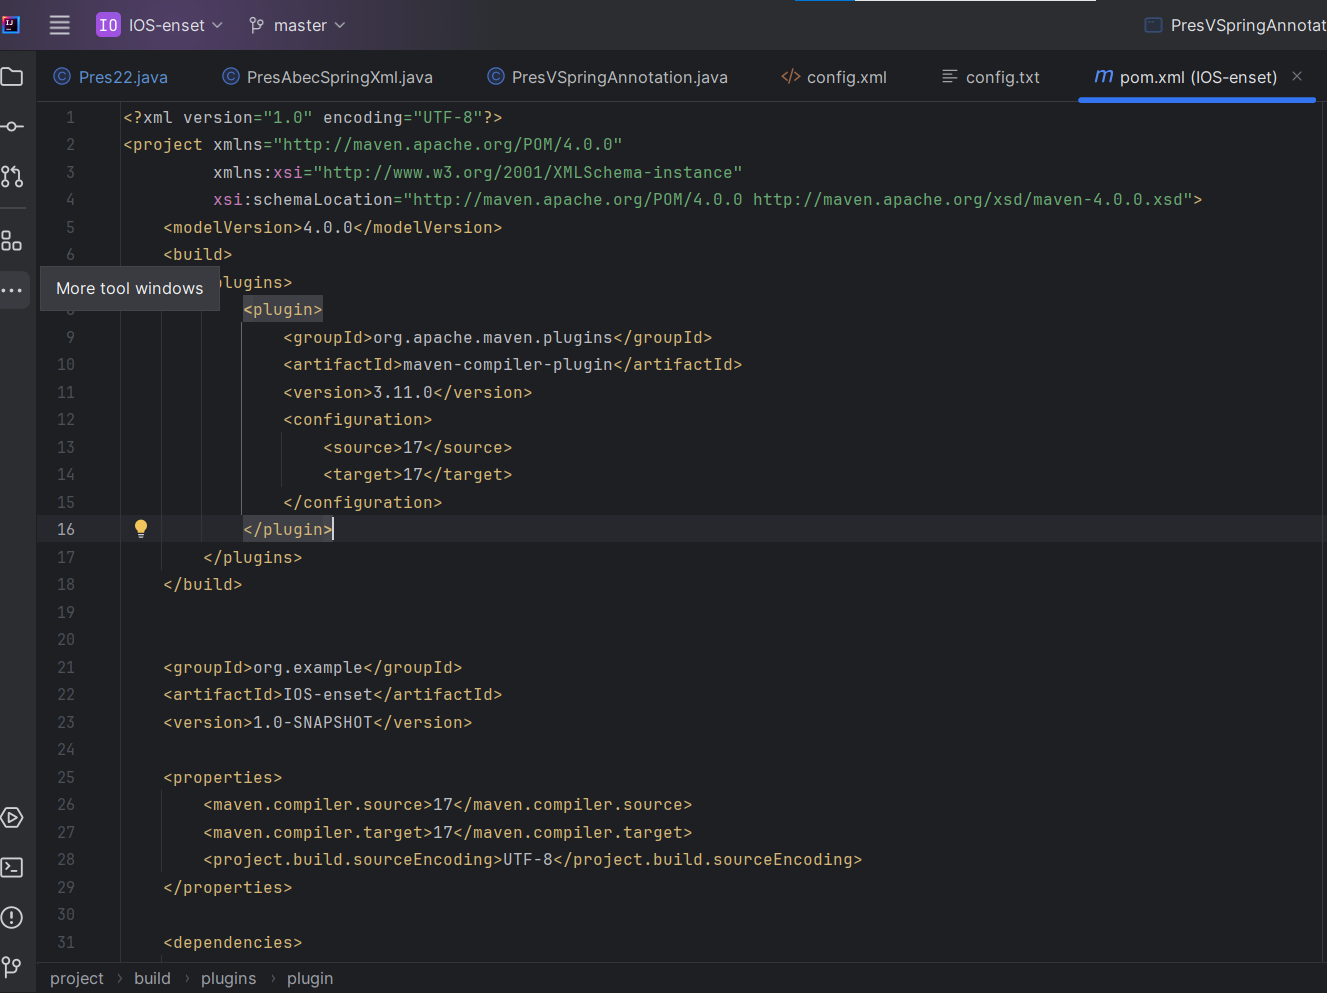 IO IOS-enset master PresVSpringAnnotat
Pres22.java PresAbecSpringXml.java PresVSpringAnnotation.java config.xml config.txt pom.xml (IOS-enset)
1 <?xml version="1.0" encoding="UTF-8"?>
2 <project xmlns="http://maven.apache.org/POM/4.0.0"
3 xmlns:xsi="http://www.w3.org/2001/XMLSchema-instance"
4 xsi:schemaLocation="http://maven.apache.org/POM/4.0.0 http://maven.apache.org/xsd/maven-4.0.0.xsd">
5 <modelVersion>4.0.0</modelVersion>
6 <build>
lugins>
More tool windows
8 <plugin>
9 <groupId>org.apache.maven.plugins</groupId>
10 <artifactId>maven-compiler-plugin</artifactId>
11 <version>3.11.0</version>
12 <configuration>
13 <source>17</source>
14 <target>17</target>
15 </configuration>
16 </plugin>
17 </plugins>
18 </build>
19
20
21 <groupId>org.example</groupId>
22 <artifactId>IOS-enset</artifactId>
23 <version>1.0-SNAPSHOT</version>
24
25 <properties>
26 <maven.compiler.source>17</maven.compiler.source>
27 <maven.compiler.target>17</maven.compiler.target>
28 <project.build.sourceEncoding>UTF-8</project.build.sourceEncoding>
29 </properties>
30
31 <dependencies>
project > build > plugins > plugin